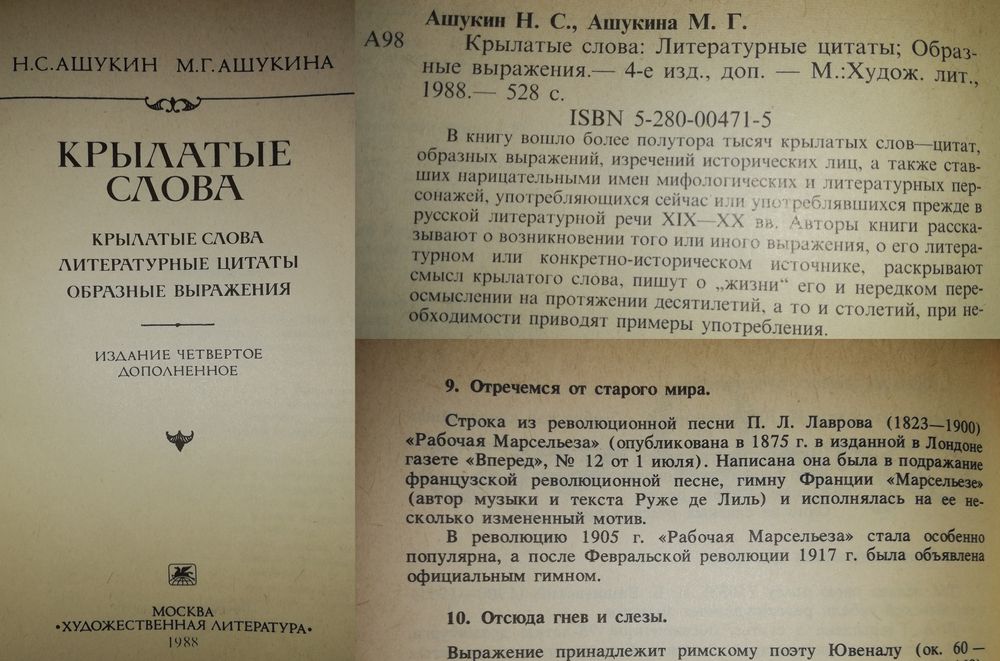 Н.С.АШУКИН М.Г.АШУКИНА
КРЫЛАТЫЕ
СЛОВА
КРЫЛАТЫЕ СЛОВА
ЛИТЕРАТУРНЫЕ ЦИТАТЫ
ОБРАЗНЫЕ ВЫРАЖЕНИЯ
ИЗДАНИЕ ЧЕТВЕРТОЕ
ДОПОЛНЕННОЕ
МОСКВА
•ХУДОЖЕСТВЕННАЯ ЛИТЕРАТУРА•
1988
Ашукин Н. С., Ашукина М. Г.
А98
Крылатые слова: Литературные цитаты; Образ-
ные выражения.— 4-е изд., доп. — М.:Худож. лит.,
1988.— 528 с.
ISBN 5-280-00471-5
В книгу вошло более полутора тысяч крылатых слов—цитат,
образных выражений, изречений исторических лиц, а также став-
ших нарицательными имен мифологических и литературных пер-
сонажей, употребляющихся сейчас или употреблявшихся прежде в
русской литературной речи XIX—XX вв. Авторы книги расска-
зывают о возникновении того или иного выражения, о его литера-
турном или конкретно-историческом источнике, раскрывают
смысл крылатого слова, пишут о „жизни“ его и нередком пере-
осмыслении на протяжении десятилетий, а то и столетий, при не-
обходимости приводят примеры употребления.
9. Отречемся от старого мира.
Строка из революционной песни П. Л. Лаврова (1823—1900)
«Рабочая Марсельеза» (опубликована в 1875 г. в изданной в Лондоне
газете «Вперед», № 12 от 1 июля). Написана она была в подражание
французской революционной песне, гимну Франции «Марсельезе»
(автор музыки и текста Руже де Лиль) и исполнялась на ее не-
сколько измененный мотив.
В революцию 1905 г. «Рабочая Марсельеза» стала особенно
популярна, а после Февральской революции 1917 г. была объявлена
официальным гимном.
10. Отсюда гнев и слезы.
Выражение принадлежит римскому поэту Ювеналу (ок. 60—